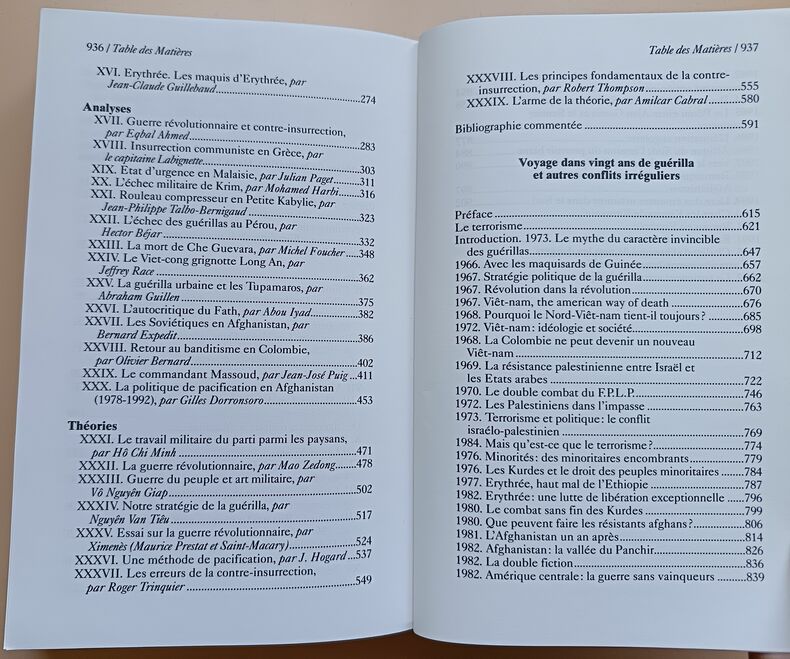 936 / Table des Matières
XVI. Erythrée. Les maquis d'Erythrée, par
Jean-Claude Guillebaud..............................274
Analyses
XVII. Guerre révolutionnaire et contre-insurrection,
par Eqbal Ahmed..............................283
XVIII. Insurrection communiste en Grèce, par
le capitaine Labignette..............................303
XIX. État d'urgence en Malaisie, par Julian Paget.......311
XX. L'échec militaire de Krim, par Mohamed Harbi...316
XXI. Rouleau compresseur en Petite Kabylie, par
Jean-Philippe Talbo-Bernigaud..............................323
XXII. L'échec des guérillas au Pérou, par
Hector Béjar..............................332
XXIII. La mort de Che Guevara, par Michel Foucher...348
XXIV. Le Viet-cong grignotte Long An, par
Jeffrey Race..............................362
XXV. La guérilla urbaine et les Tupamaros, par
Abraham Guillen..............................375
XXVI. L'autocritique du Fath, par Abou Iyad..........382
XXVII. Les Soviétiques en Afghanistan, par
Bernard Expedit..............................386
XXVIII. Retour au banditisme en Colombie,
par Olivier Bernard..............................402
XXIX. Le commandant Massoud, par Jean-José Puig...411
XXX. La politique de pacification en Afghanistan
(1978-1992), par Gilles Dorronsoro..............................453
Théories
XXXI. Le travail militaire du parti parmi les paysans,
par Hô Chi Minh..............................471
XXXII. La guerre révolutionnaire, par Mao Zedong......478
XXXIII. Guerre du peuple et art militaire, par
Vô Nguyên Giap..............................502
XXXIV. Notre stratégie de la guérilla, par
Nguyên Van Tiêu..............................517
XXXV. Essai sur la guerre révolutionnaire, par
Ximenès (Maurice Prestat et Saint-Macary)...............524
XXXVI. Une méthode de pacification, par J. Hogard...537
XXXVII. Les erreurs de la contre-insurrection,
par Roger Trinquier..............................549
Table des Matières / 937
XXXVIII. Les principes fondamentaux de la contre-
insurrection, par Robert Thompson....................555
XXXIX. L'arme de la théorie, par Amilcar Cabral........580
Bibliographie commentée..............................591
Voyage dans vingt ans de guérilla
et autres conflits irréguliers
Préface..............................615
Le terrorisme..............................621
Introduction. 1973. Le mythe du caractère invincible
des guérillas..............................647
1966. Avec les maquisards de Guinée....................657
1967. Stratégie politique de la guérilla....................662
1967. Révolution dans la révolution....................670
1967. Viêt-nam, the american way of death.............676
1968. Pourquoi le Nord-Viêt-nam tient-il toujours ?......685
1972. Viêt-nam : idéologie et société....................698
1968. La Colombie ne peut devenir un nouveau
Viêt-nam..............................712
1969. La résistance palestinienne entre Israël et
les Etats arabes..............................722
1970. Le double combat du F.P.L.P.....................746
1972. Les Palestiniens dans l'impasse....................763
1973. Terrorisme et politique : le conflit
israélo-palestinien..............................769
1984. Mais qu'est-ce que le terrorisme ?....................774
1976. Minorités : des minoritaires encombrants..........779
1976. Les Kurdes et le droit des peuples minoritaires.....784
1977. Erythrée, haut mal de l'Ethiopie....................787
1982. Erythrée : une lutte de libération exceptionnelle.....796
1980. Le combat sans fin des Kurdes....................799
1980. Que peuvent faire les résistants afghans ?..........806
1981. L'Afghanistan un an après....................814
1982. Afghanistan : la vallée du Panchir....................826
1982. La double fiction..............................836
1982. Amérique centrale : la guerre sans vainqueurs.......839